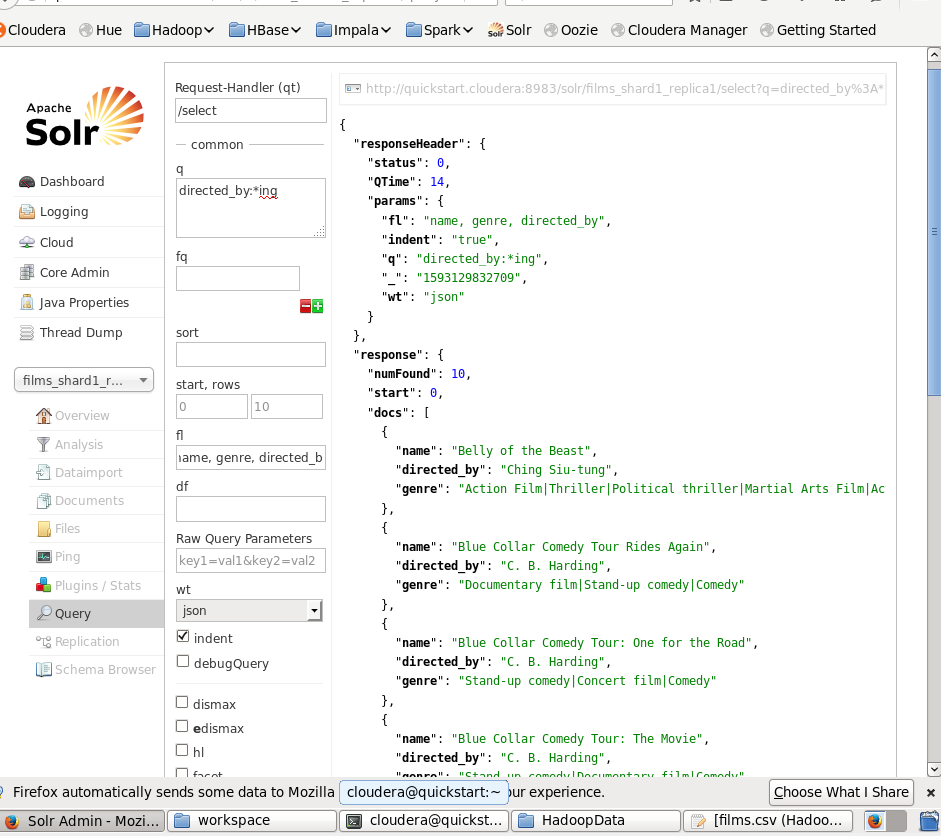 Cloudera Hue Hadoop HBase Impala Spark Solr Oozie Cloudera Manager Getting Started
Apache
Solr
Dashboard
Logging
Cloud
Core Admin
Java Properties
Thread Dump
films_shard1_r...
Overview
Analysis
Dataimport
Documents
Files
Ping
Plugins / Stats
Query
Replication
Schema Browser
Request-Handler (qt)
/select
common
q
directed_by:*ing
fq
sort
start, rows
0 10
fl
name, genre, directed_b
df
Raw Query Parameters
key1=val1&key2=val2
wt
json
indent
debugQuery
dismax
edismax
hl
facet
http://quickstart.cloudera:8983/solr/films_shard1_replica1/select?q=directed_by%3A*
{
"responseHeader": {
"status": 0,
"QTime": 14,
"params": {
"fl": "name, genre, directed_by",
"indent": "true",
"q": "directed_by:*ing",
"_": "1593129832709",
"wt": "json"
}
},
"response": {
"numFound": 10,
"start": 0,
"docs": [
{
"name": "Belly of the Beast",
"directed_by": "Ching Siu-tung",
"genre": "Action Film|Thriller|Political thriller|Martial Arts Film|Ac
},
{
"name": "Blue Collar Comedy Tour Rides Again",
"directed_by": "C. B. Harding",
"genre": "Documentary film|Stand-up comedy|Comedy"
},
{
"name": "Blue Collar Comedy Tour: One for the Road",
"directed_by": "C. B. Harding",
"genre": "Stand-up comedy|Concert film|Comedy"
},
{
"name": "Blue Collar Comedy Tour: The Movie",
"directed_by": "C. B. Harding",
"genre": "Stand-up comedy|Documentary film|Comedy"
Firefox automatically sends some data to Mozilla cloudera@quickstart:~ ur experience. Choose What I Share
Solr Admin - Mozi... workspace cloudera@quickst... HadoopData [films.csv (Hadoo...